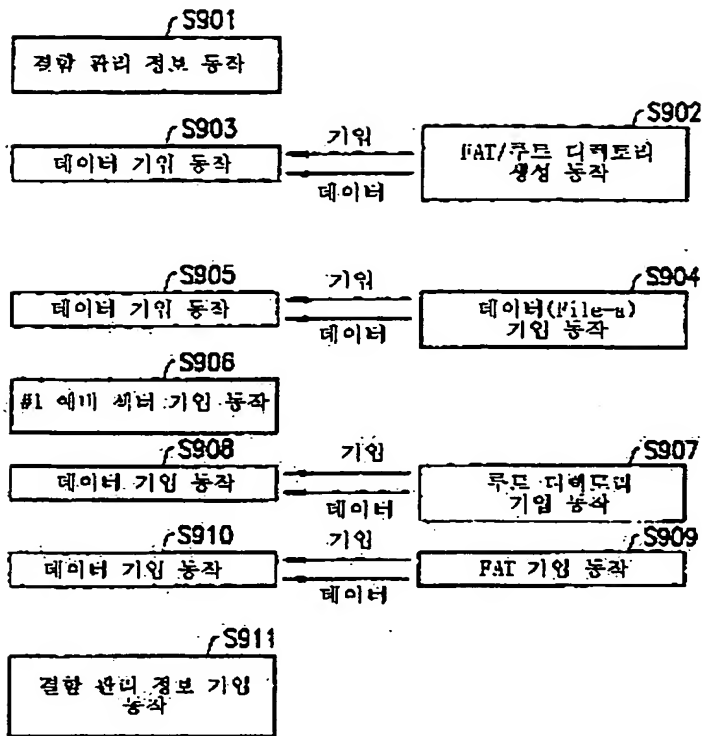 S901
결함 관리 정보 동작
S903
데이터 기입 동작
기입
데이터
S902
FAT/루트 디렉토리
생성 동작
S905
데이터 기입 동작
기입
데이터
S904
데이터(File-a)
기입 동작
S906
#1 예비 섹터 기입 동작
S908
데이터 기입 동작
기입
데이터
S907
루트 디렉토리
기입 동작
S910
데이터 기입 동작
기입
데이터
S909
FAT 기입 동작
S911
결함 관리 정보 기입
동작